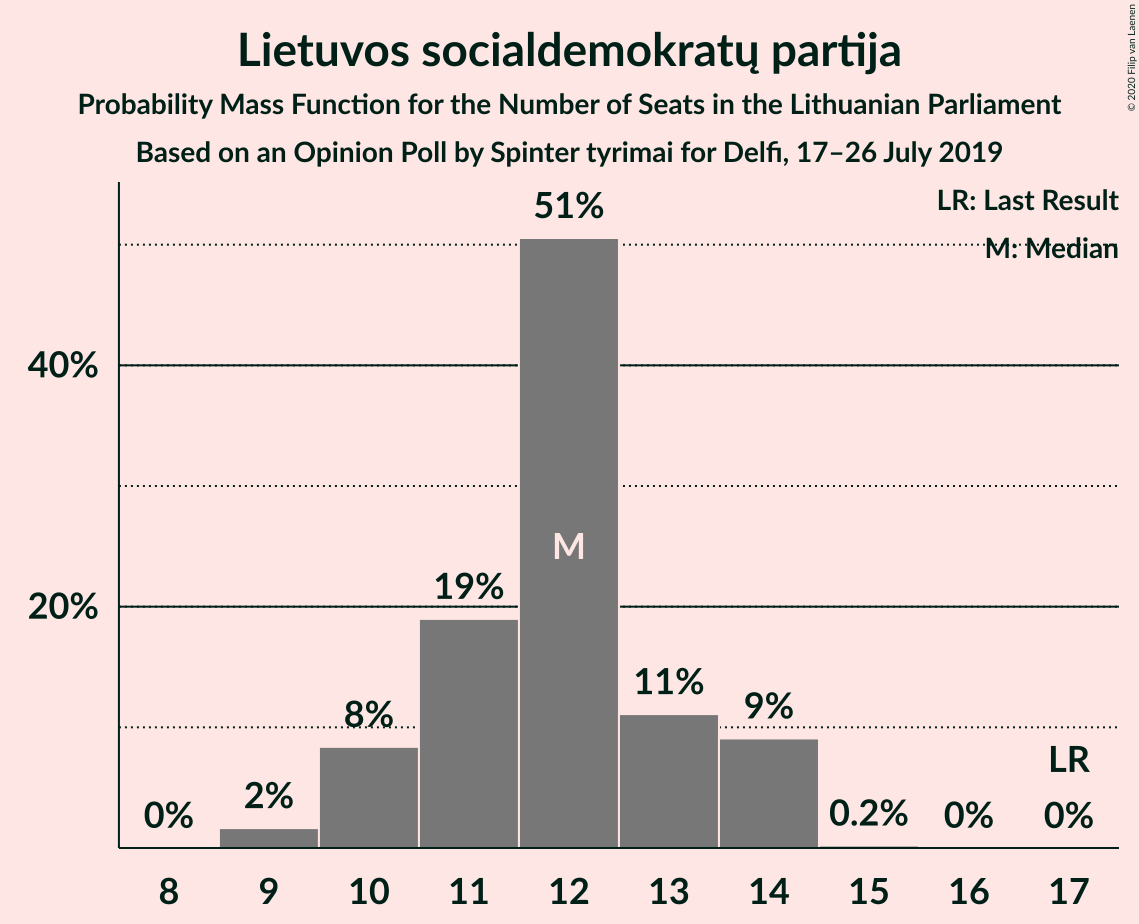 Lietuvos socialdemokratų partija
Probability Mass Function for the Number of Seats in the Lithuanian Parliament
Based on an Opinion Poll by Spinter tyrimai for Delfi, 17–26 July 2019
© 2020 Filip van Laenen
LR: Last Result
M: Median
51%
40%
M
19%
20%
11%
9%
8%
LR
2%
0%
0.2%
0%
0%
8 9 10 11 12 13 14 15 16 17